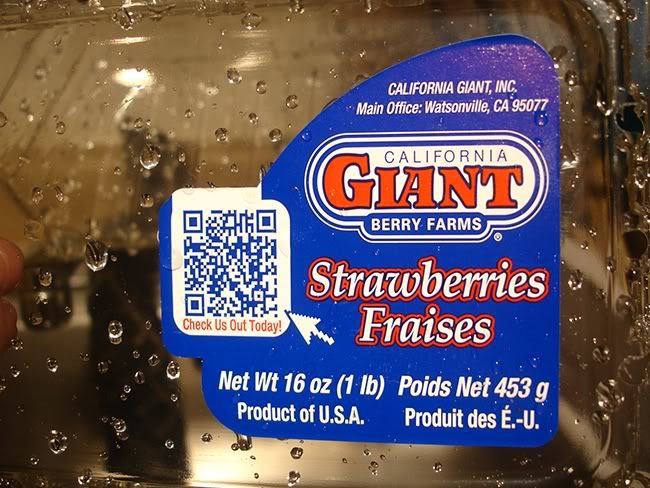 CALIFORNIA GIANT, INC.
Main Office: Watsonville, CA 95077
CALIFORNIA
GIANT
BERRY FARMS ®
Check Us Out Today!
Strawberries
Fraises
Net Wt 16 oz (1 lb) Poids Net 453 g
Product of U.S.A. Produit des É.-U.